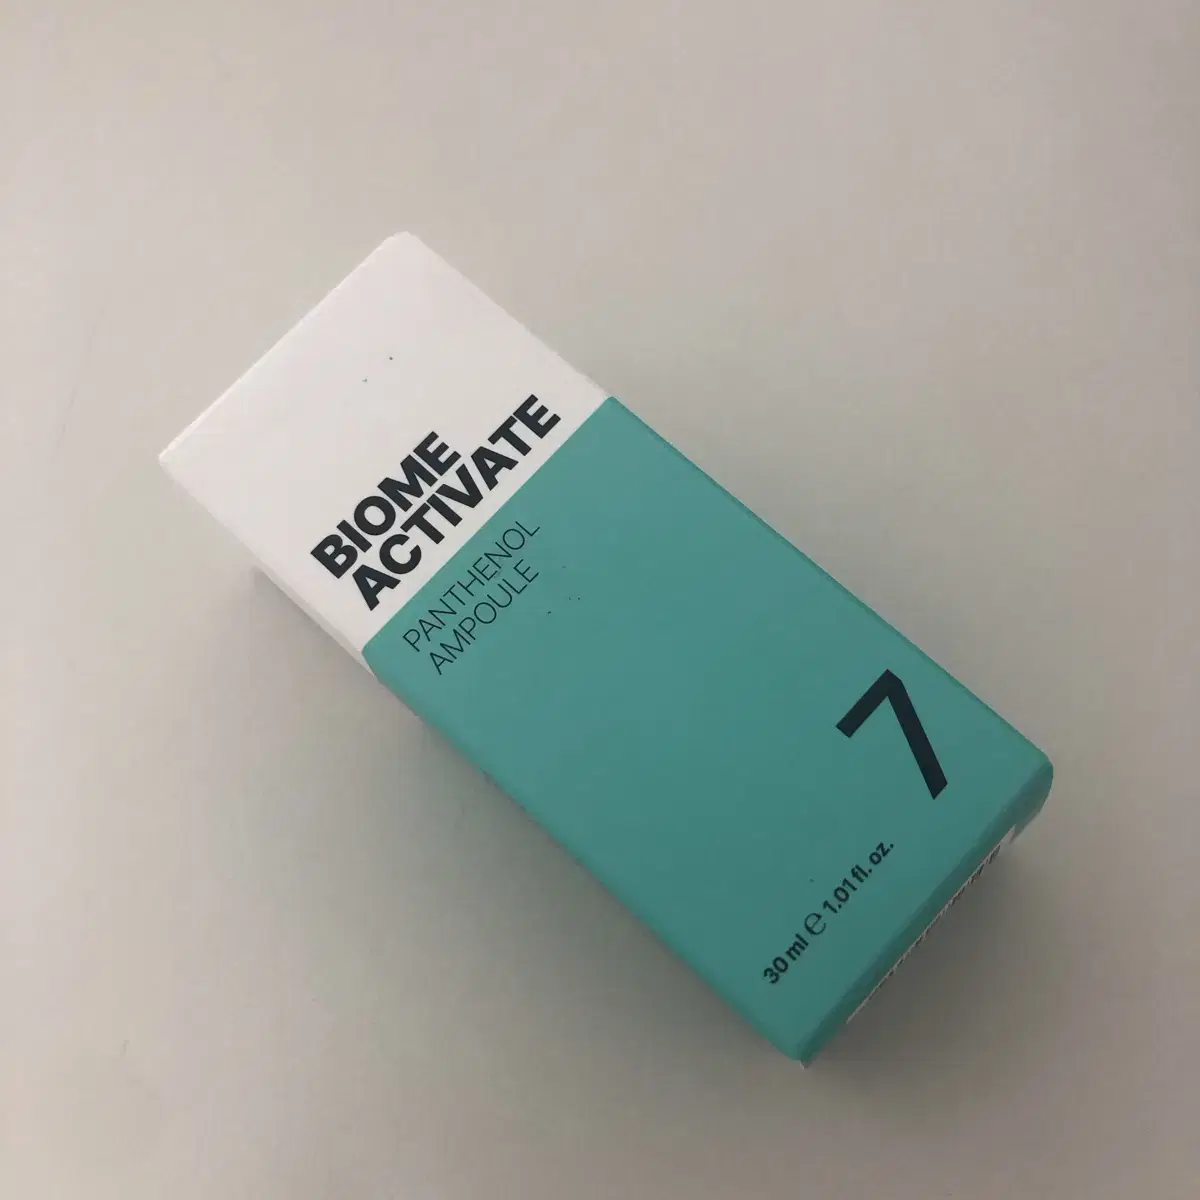 BIOME
ACTIVATE
PANTHENOL
AMPOULE
7
30 ml ℮ 1.01 fl. oz.